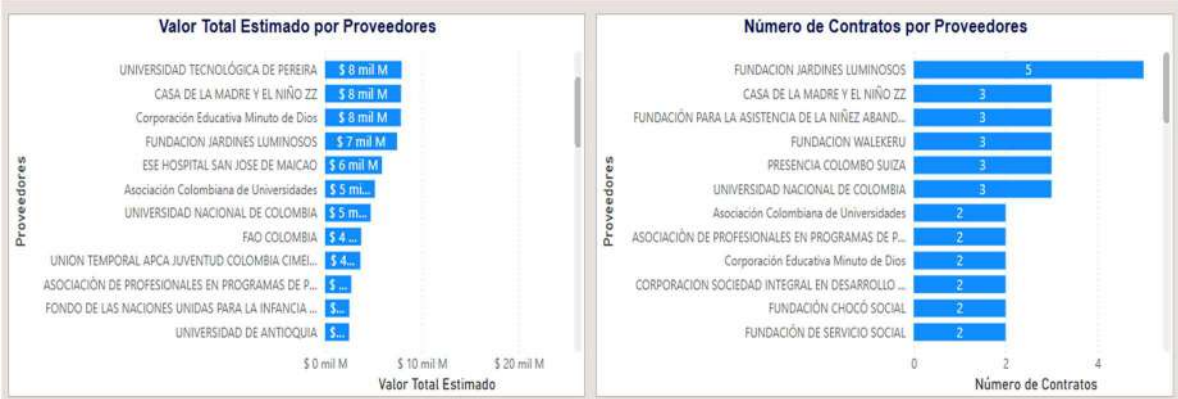 Valor Total Estimado por Proveedores
UNIVERSIDAD TECNOLÓGICA DE PEREIRA
$ 8 mil M
CASA DE LA MADRE Y EL NIÑO ZZ
$ 8 mil M
Corporación Educativa Minuto de Dios
$ 8 mil M
FUNDACION JARDINES LUMINOSOS
$ 7 mil M
ESE HOSPITAL SAN JOSE DE MAICAO
$ 6 mil M
Asociación Colombiana de Universidades
$ 5 mi...
UNIVERSIDAD NACIONAL DE COLOMBIA
$ 5 m...
FAO COLOMBIA
$ 4 ...
UNION TEMPORAL APCA JUVENTUD COLOMBIA CIMEI...
$ 4...
ASOCIACIÒN DE PROFESIONALES EN PROGRAMAS DE P...
$ ...
FONDO DE LAS NACIONES UNIDAS PARA LA INFANCIA ...
$...
UNIVERSIDAD DE ANTIOQUIA
$...
Proveedores
$ 0 mil M
$ 10 mil M
$ 20 mil M
Valor Total Estimado
Número de Contratos por Proveedores
FUNDACION JARDINES LUMINOSOS
5
CASA DE LA MADRE Y EL NIÑO ZZ
3
FUNDACIÓN PARA LA ASISTENCIA DE LA NIÑEZ ABAND...
3
FUNDACION WALEKERU
3
PRESENCIA COLOMBO SUIZA
3
UNIVERSIDAD NACIONAL DE COLOMBIA
3
Asociación Colombiana de Universidades
2
ASOCIACIÒN DE PROFESIONALES EN PROGRAMAS DE P...
2
Corporación Educativa Minuto de Dios
2
CORPORACION SOCIEDAD INTEGRAL EN DESARROLLO ...
2
FUNDACIÓN CHOCÓ SOCIAL
2
FUNDACIÓN DE SERVICIO SOCIAL
2
Proveedores
0
2
4
Número de Contratos